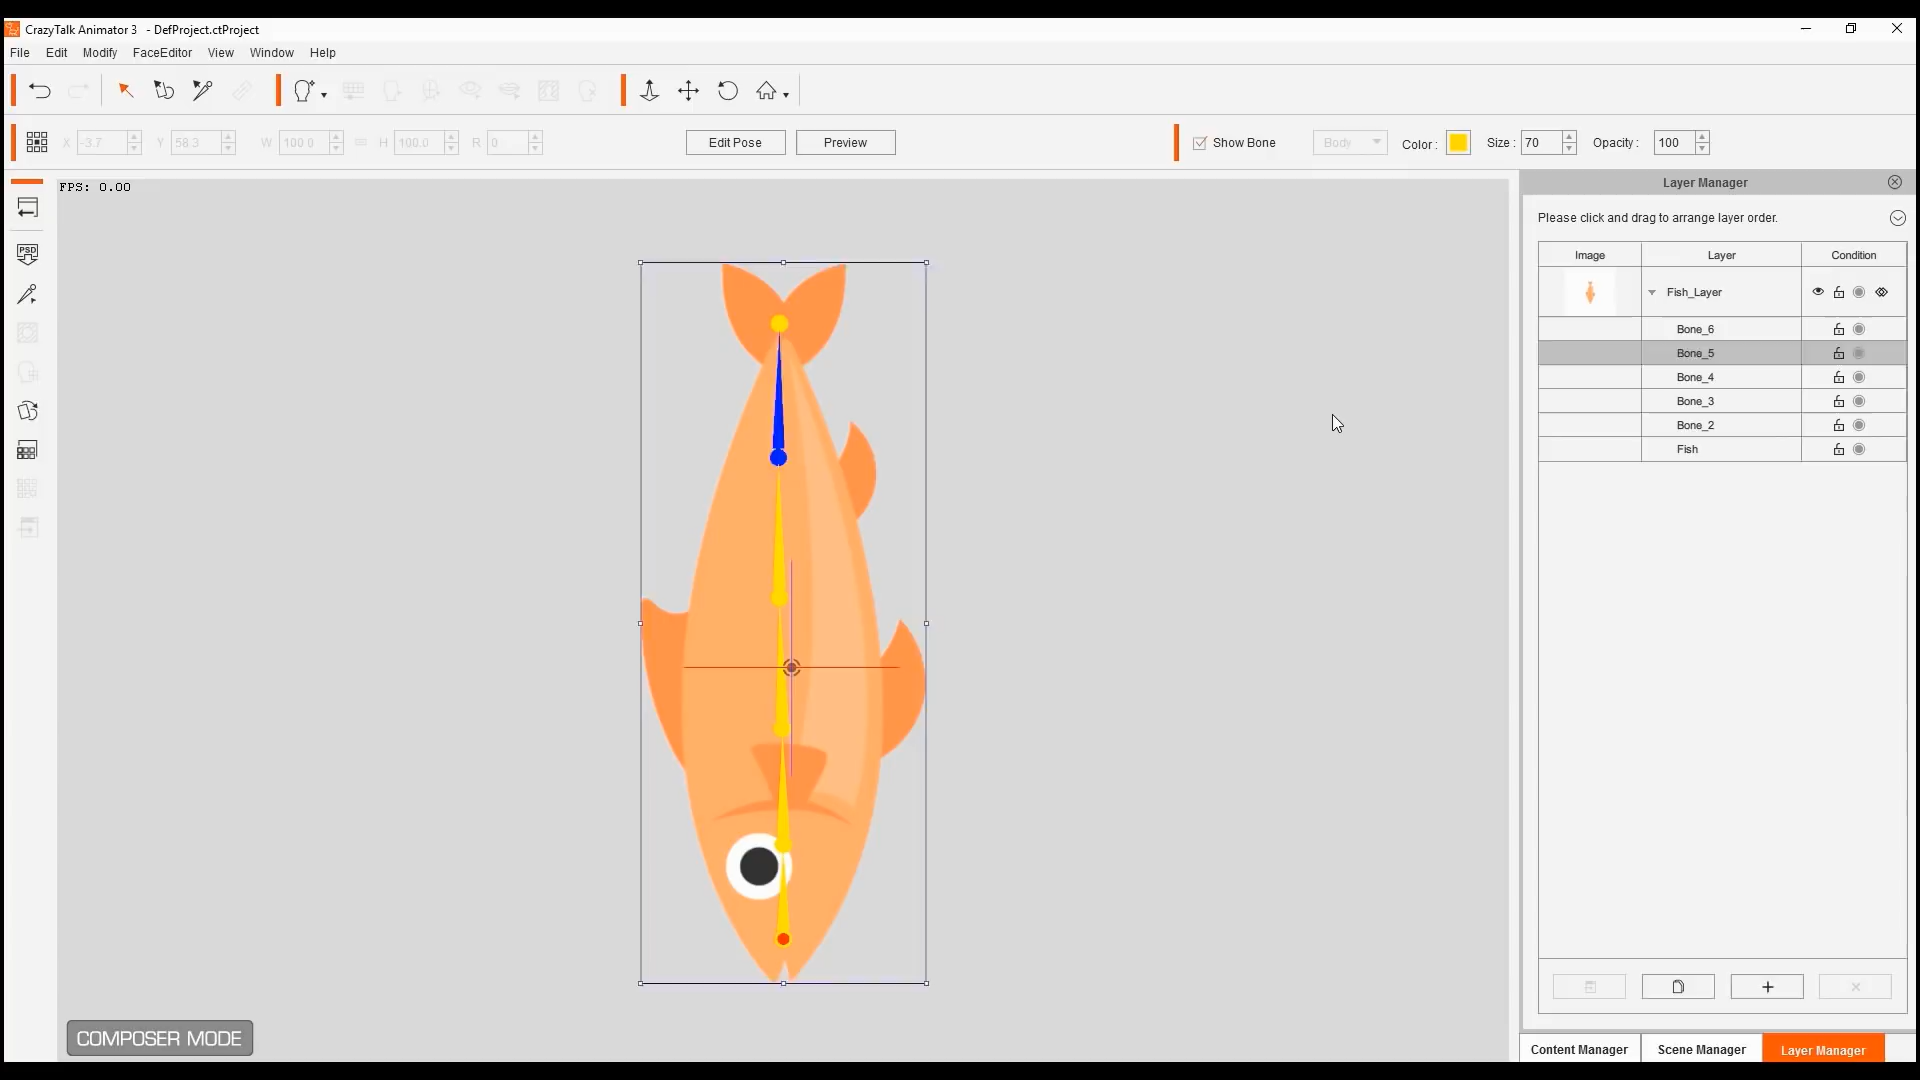 CrazyTalk Animator 3 - DefProject.ctProject
File Edit Modify FaceEditor View Window Help
X -3.7 Y 58.3 W 100.0 H 100.0 R 0 Edit Pose Preview Show Bone Body Color : Size : 70 Opacity : 100
FPS: 0.00
PSD
Layer Manager
Please click and drag to arrange layer order.
Image Layer Condition
Fish_Layer
Bone_6
Bone_5
Bone_4
Bone_3
Bone_2
Fish
COMPOSER MODE
Content Manager Scene Manager Layer Manager